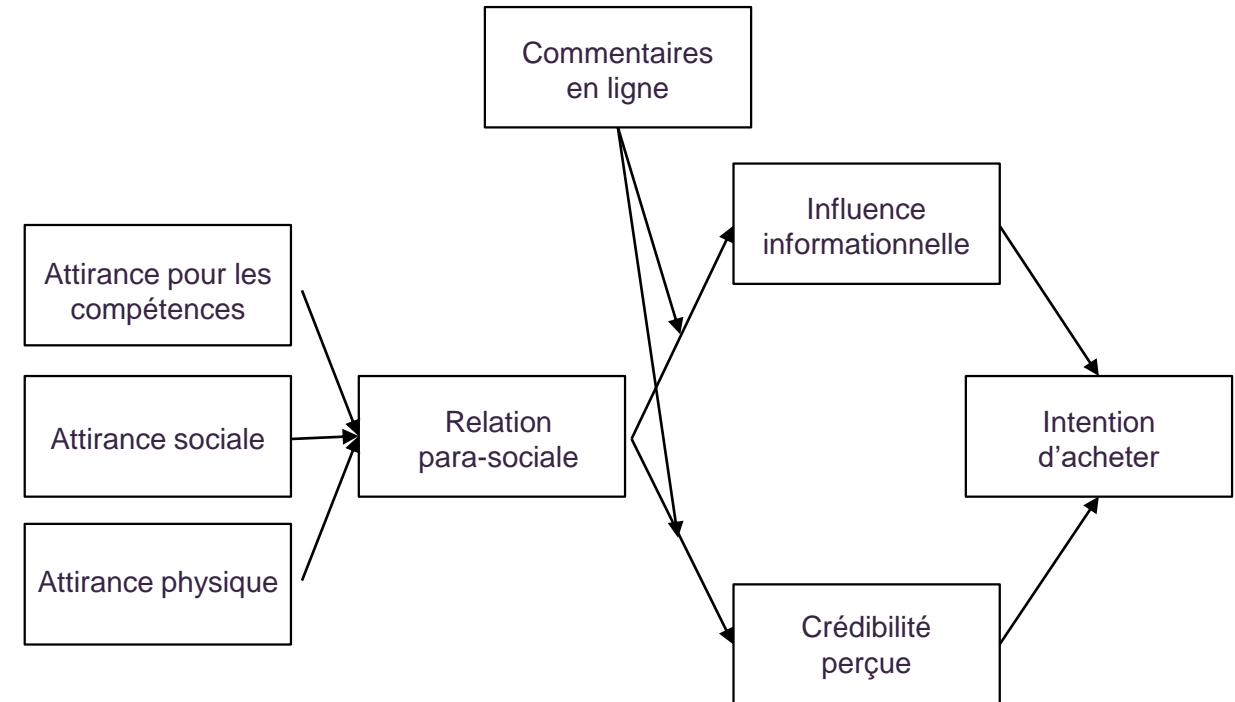 Commentaires
en ligne
Influence
informationnelle
Attirance pour les
compétences
Attirance sociale
Relation
para-sociale
Intention
d’acheter
Attirance physique
Crédibilité
perçue